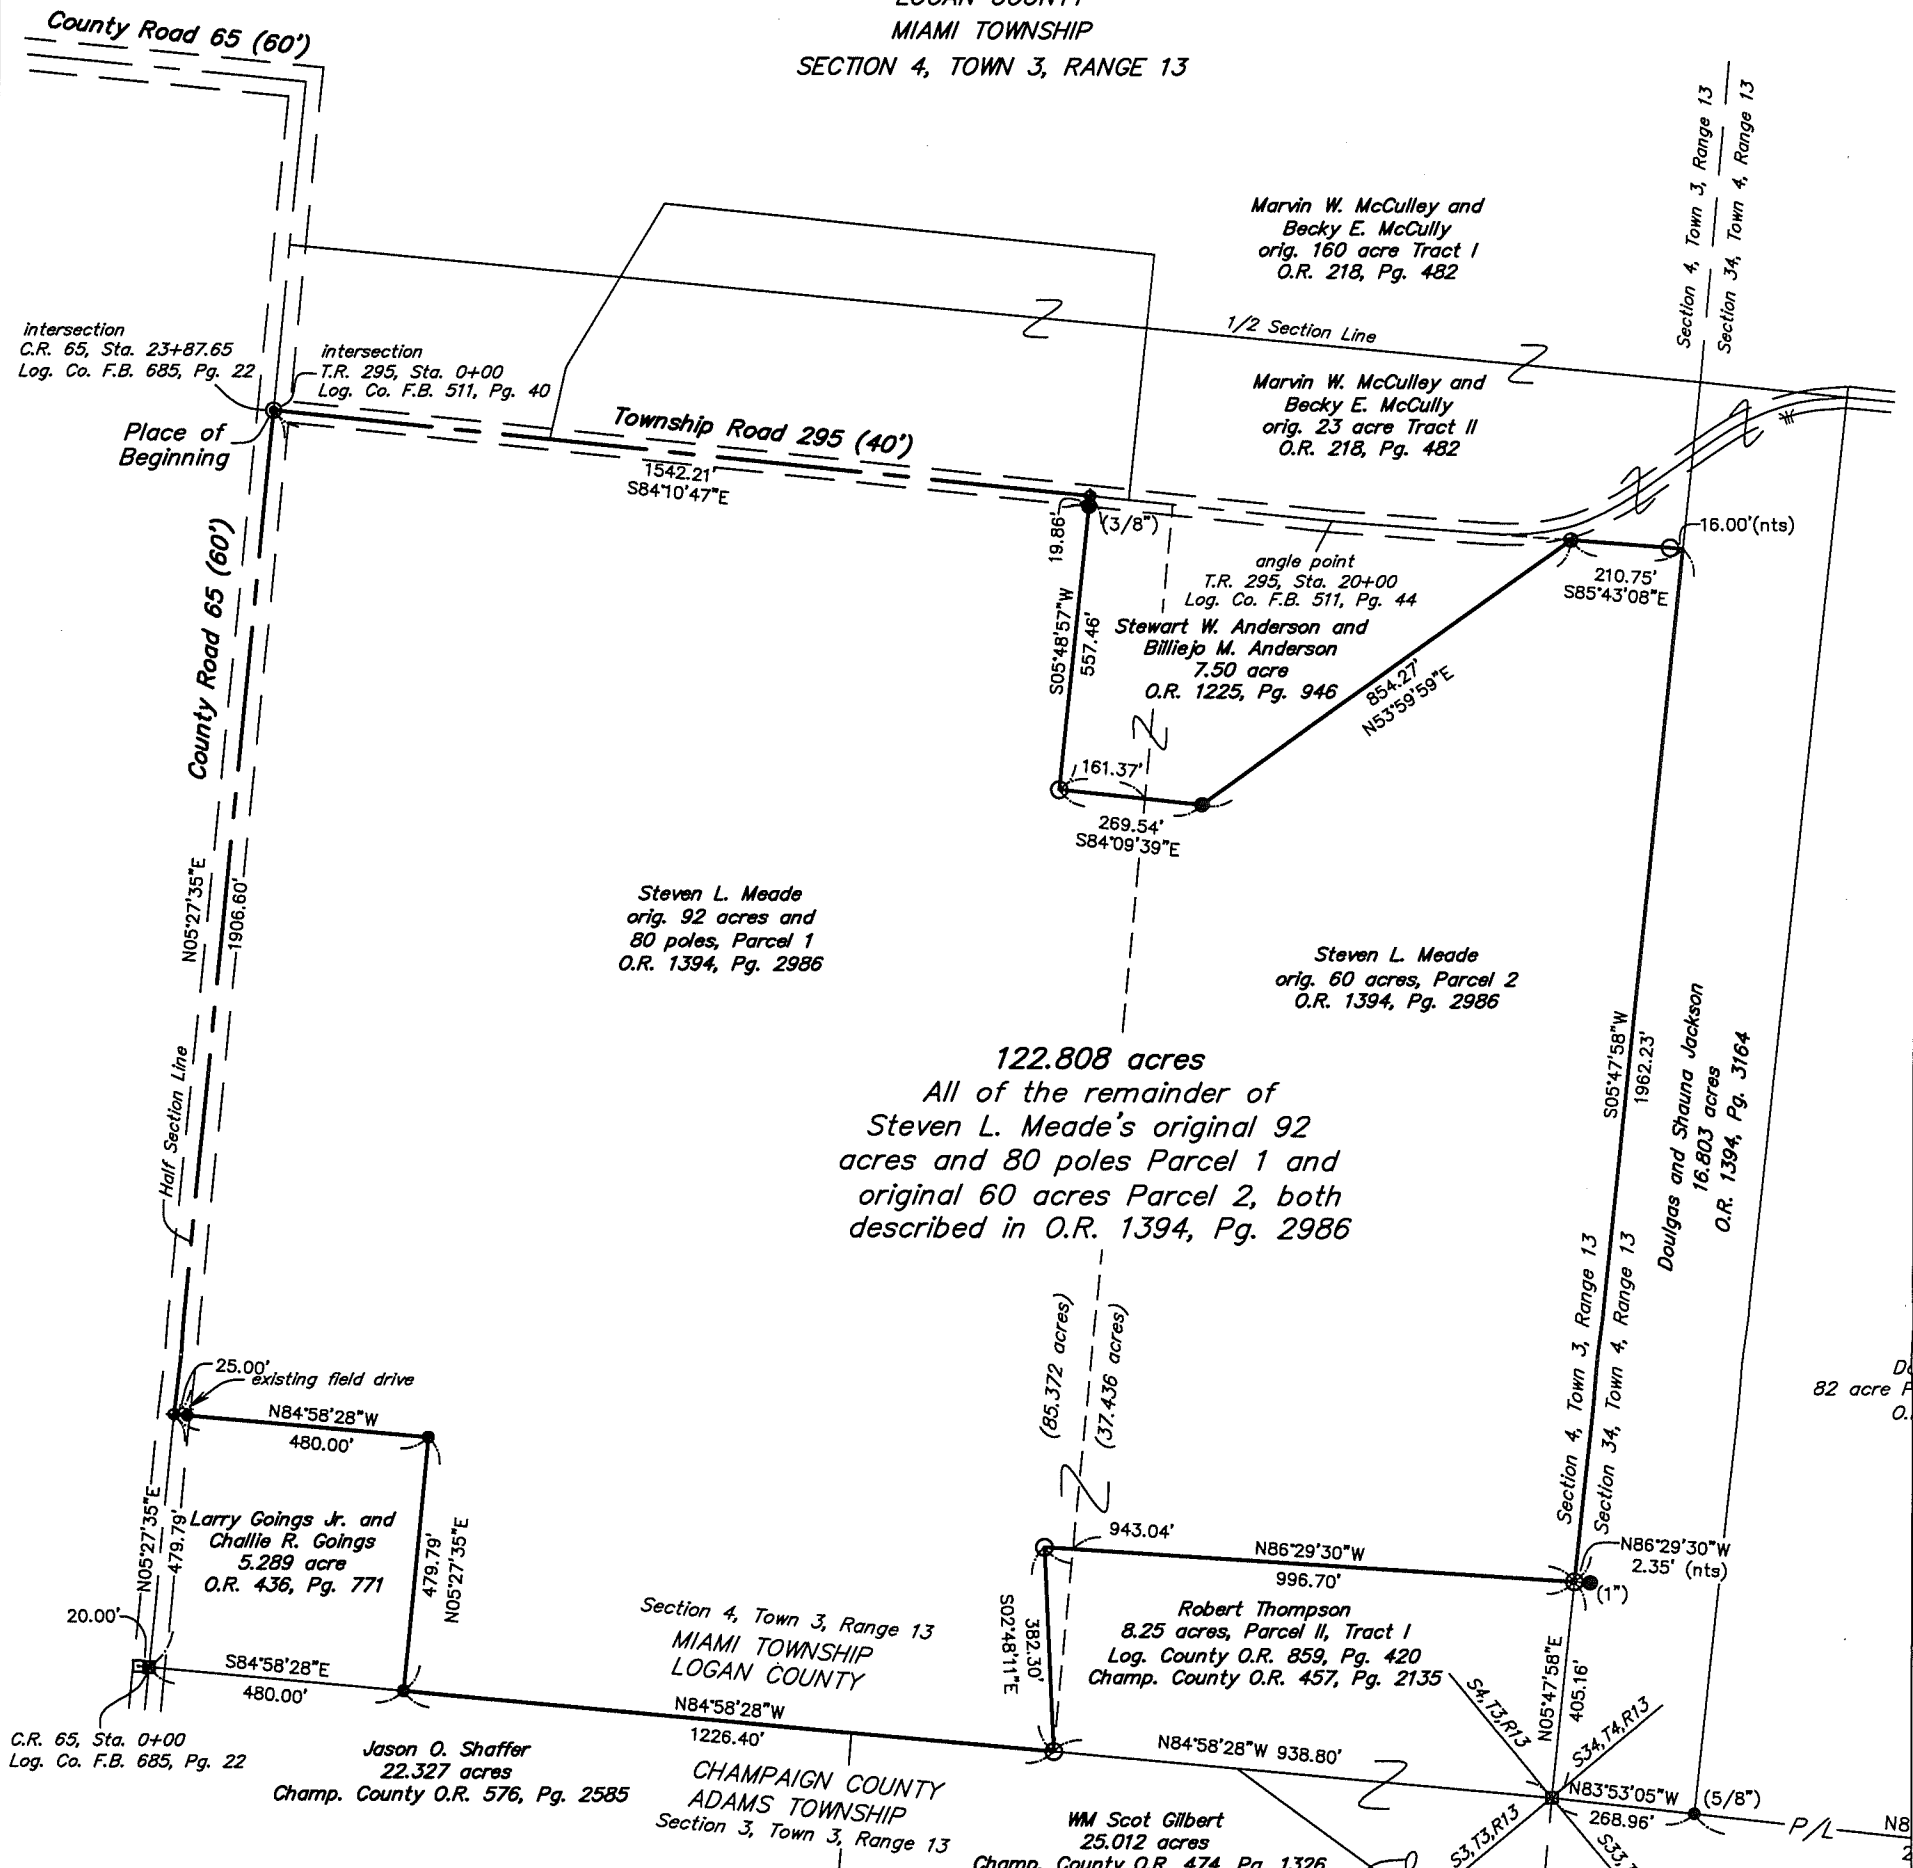 LOGAN COUNTY
MIAMI TOWNSHIP
SECTION 4, TOWN 3, RANGE 13
County Road 65 (60')
Section 4, Town 3, Range 13
Section 34, Town 4, Range 13
Marvin W. McCulley and
Becky E. McCully
orig. 160 acre Tract I
O.R. 218, Pg. 482
1/2 Section Line
intersection
C.R. 65, Sta. 23+87.65
Log. Co. F.B. 685, Pg. 22
intersection
T.R. 295, Sta. 0+00
Log. Co. F.B. 511, Pg. 40
Place of
Beginning
Township Road 295 (40')
1542.21'
S84°10'47"E
Marvin W. McCulley and
Becky E. McCully
orig. 23 acre Tract II
O.R. 218, Pg. 482
19.86'
(3/8")
16.00'(nts)
210.75'
S85°43'08"E
angle point
T.R. 295, Sta. 20+00
Log. Co. F.B. 511, Pg. 44
County Road 65 (60')
S05°48'57"W
557.46'
Stewart W. Anderson and
Billiejo M. Anderson
7.50 acre
O.R. 1225, Pg. 946
854.27'
N53°59'59"E
161.37'
269.54'
S84°09'39"E
N05°27'35"E
1906.60'
Steven L. Meade
orig. 92 acres and
80 poles, Parcel 1
O.R. 1394, Pg. 2986
Steven L. Meade
orig. 60 acres, Parcel 2
O.R. 1394, Pg. 2986
S05°47'58"W
1962.23'
Doulgas and Shauna Jackson
16.803 acres
O.R. 1394, Pg. 3164
122.808 acres
All of the remainder of
Steven L. Meade's original 92
acres and 80 poles Parcel 1 and
original 60 acres Parcel 2, both
described in O.R. 1394, Pg. 2986
Half Section Line
(85.372 acres)
(37.436 acres)
Section 4, Town 3, Range 13
Section 34, Town 4, Range 13
82 acre
25.00'
existing field drive
N84°58'28"W
480.00'
N05°27'35"E
479.79'
Larry Goings Jr. and
Challie R. Goings
5.289 acre
O.R. 436, Pg. 771
479.79'
N05°27'35"E
943.04'
N86°29'30"W
996.70'
N86°29'30"W
2.35' (nts)
(1")
S02°48'11"E
382.30'
Robert Thompson
8.25 acres, Parcel II, Tract I
Log. County O.R. 859, Pg. 420
Champ. County O.R. 457, Pg. 2135
N05°47'58"E
405.16'
20.00'
S84°58'28"E
480.00'
Section 4, Town 3, Range 13
MIAMI TOWNSHIP
LOGAN COUNTY
N84°58'28"W
1226.40'
C.R. 65, Sta. 0+00
Log. Co. F.B. 685, Pg. 22
Jason O. Shaffer
22.327 acres
Champ. County O.R. 576, Pg. 2585
CHAMPAIGN COUNTY
ADAMS TOWNSHIP
Section 3, Town 3, Range 13
N84°58'28"W 938.80'
S4,T3,R13
S34,T4,R13
S3,T3,R13
S33,
N83°53'05"W
268.96'
(5/8")
P/L
N8
WM Scot Gilbert
25.012 acres
Champ. County O.R. 474, Pg. 1326